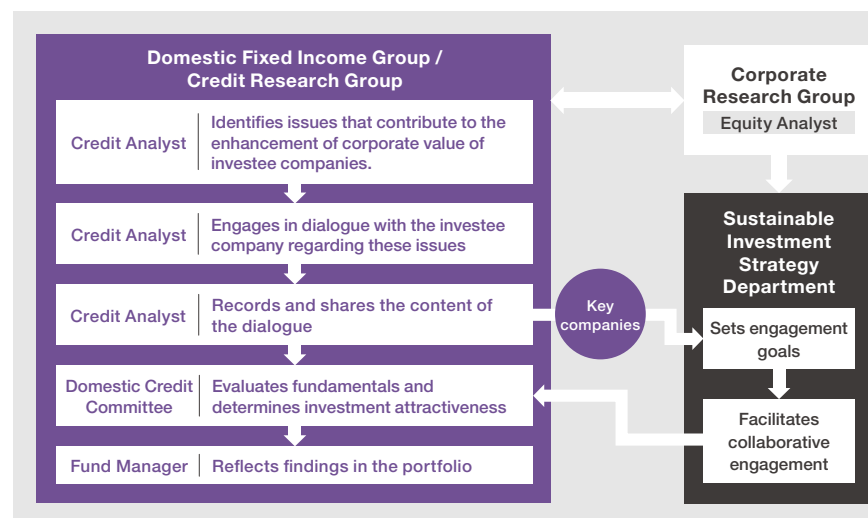 Domestic Fixed Income Group /
Credit Research Group
Credit Analyst
Identifies issues that contribute to the
enhancement of corporate value of
investee companies.
Credit Analyst
Engages in dialogue with the investee
company regarding these issues
Credit Analyst
Records and shares the content of
the dialogue
Domestic Credit
Committee
Evaluates fundamentals and
determines investment attractiveness
Fund Manager
Reflects findings in the portfolio
Key
companies
Corporate
Research Group
Equity Analyst
Sustainable
Investment
Strategy
Department
Sets engagement
goals
Facilitates
collaborative
engagement